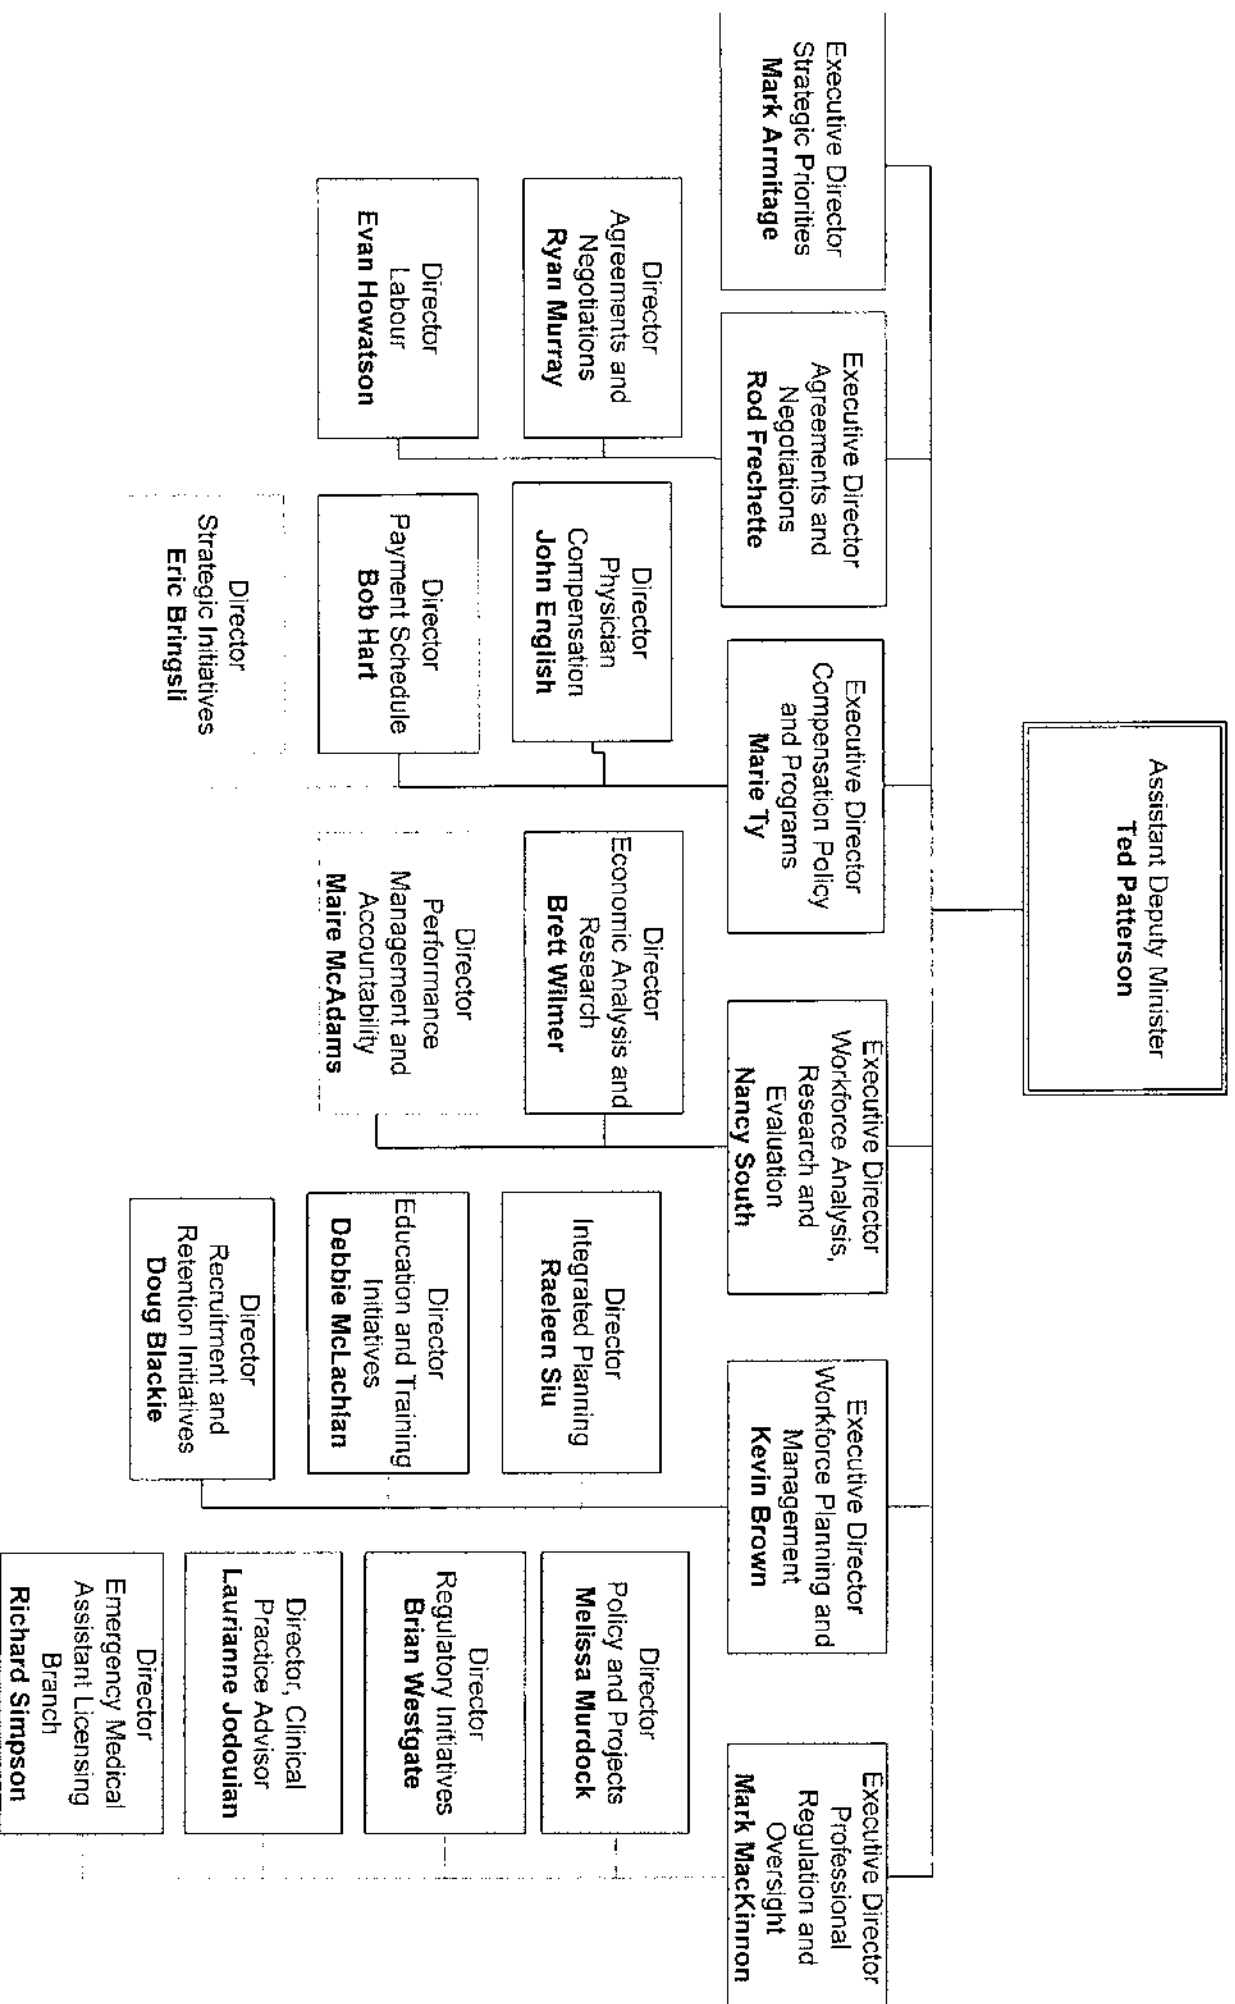 Assistant Deputy Minister
Ted Patterson
Executive Director
Strategic Priorities
Mark Armitage
Executive Director
Agreements and
Negotiations
Rod Frechette
Executive Director
Compensation Policy
and Programs
Marie Ty
Executive Director
Workforce Analysis,
Research and
Evaluation
Nancy South
Executive Director
Workforce Planning and
Management
Kevin Brown
Executive Director
Professional
Regulation and
Oversight
Mark MacKinnon
Director
Agreements and
Negotiations
Ryan Murray
Director
Physician
Compensation
John English
Director
Economic Analysis and
Research
Brett Wilmer
Director
Integrated Planning
Raeleen Siu
Director
Policy and Projects
Melissa Murdock
Director
Labour
Evan Howatson
Director
Payment Schedule
Bob Hart
Director
Performance
Management and
Accountability
Maire McAdams
Director
Education and Training
Initiatives
Debbie McLachlan
Director
Regulatory Initiatives
Brian Westgate
Director
Strategic Initiatives
Eric Bringsli
Director
Recruitment and
Retention Initiatives
Doug Blackie
Director, Clinical
Practice Advisor
Laurianne Jodouian
Director
Emergency Medical
Assistant Licensing
Branch
Richard Simpson